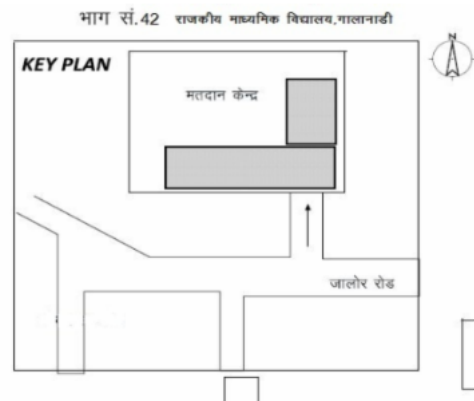 भाग सं.42 राजकीय माध्यमिक विद्यालय,गालानाडी
N
KEY PLAN
मतदान केन्द्र
जालोर रोड